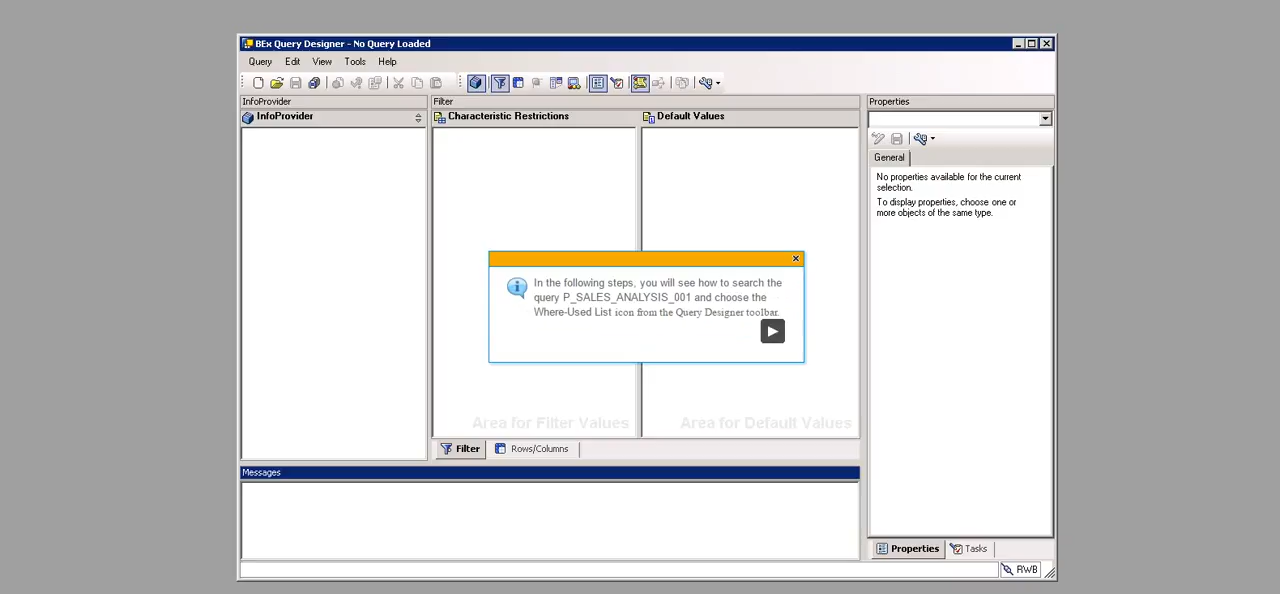 BEx Query Designer - No Query Loaded
Query Edit View Tools Help
InfoProvider
Filter
Properties
InfoProvider
Characteristic Restrictions
Default Values
General
No properties available for the current
selection.
To display properties, choose one or
more objects of the same type.
In the following steps, you will see how to search the
query P_SALES_ANALYSIS_001 and choose the
Where-Used List icon from the Query Designer toolbar.
Area for Filter Values
Area for Default Values
Filter
Rows/Columns
Messages
Properties
Tasks
RWB